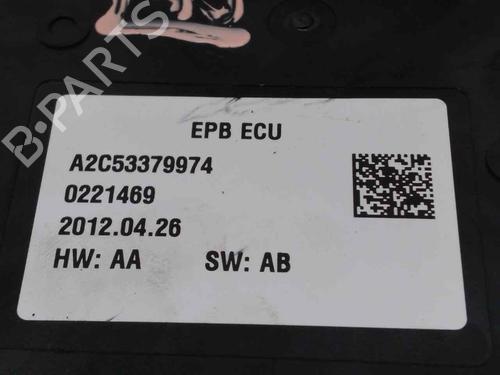 B-PARTS
EPB ECU
A2C53379974
0221469
2012.04.26
HW: AA SW: AB